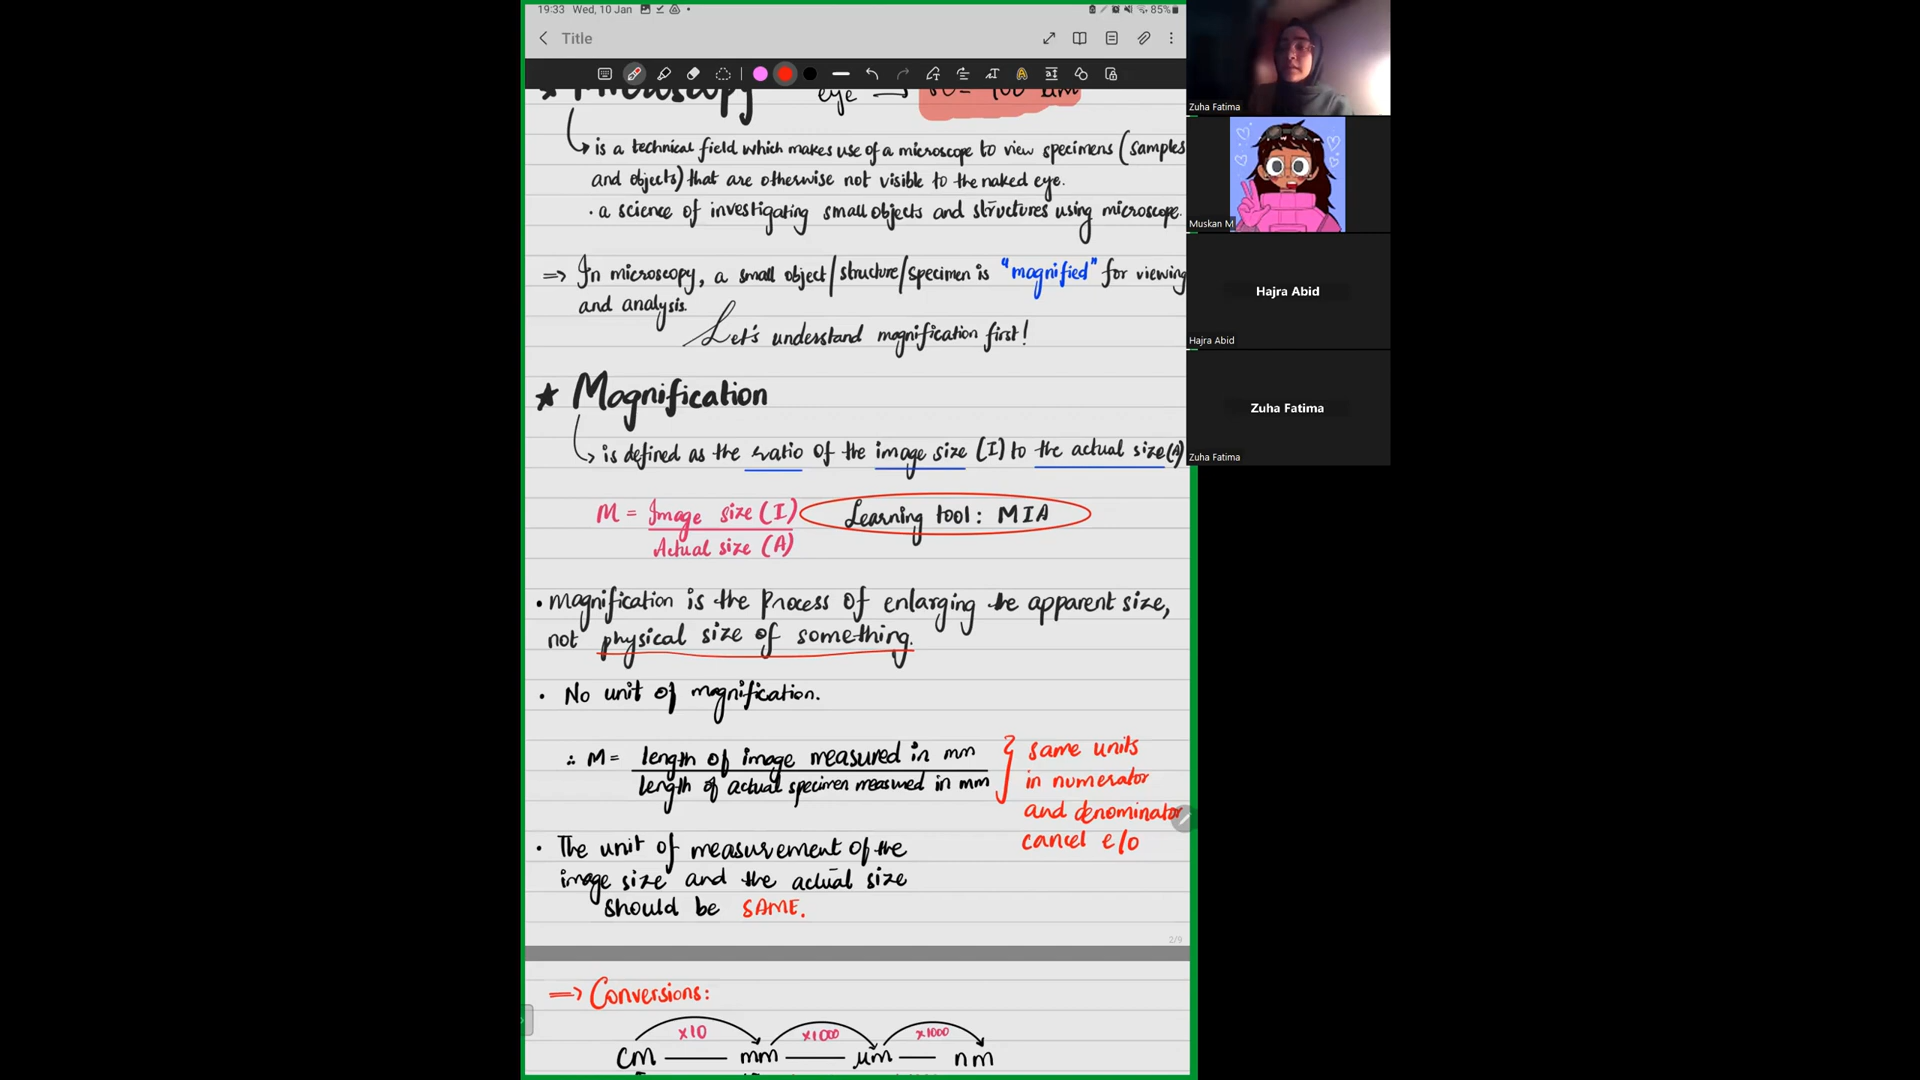 19:33 Wed, 10 Jan
85%
Title
Microscopy
eye
is a technical field which makes use of a microscope to view specimens (samples
and objects) that are otherwise not visible to the naked eye.
· a science of investigating small objects and structures using microscope.
=> In microscopy, a small object/structure/specimen is "magnified" for viewing
and analysis.
Let's understand magnification first!
★ Magnification
↳ is defined as the ratio of the image size (I) to the actual size (A)
M = Image size (I)
Actual size (A)
Learning tool: MIA
· Magnification is the process of enlarging the apparent size,
not physical size of something.
· No unit of magnification.
∴ M = length of image measured in mm
length of actual specimen measured in mm
same units
in numerator
and denominator
cancel e/o
· The unit of measurement of the
image size and the actual size
should be SAME.
2/9
=> Conversions:
x10 x1000 x1000
cm mm µm nm
Zuha Fatima
Muskan M
Hajra Abid
Hajra Abid
Zuha Fatima
Zuha Fatima